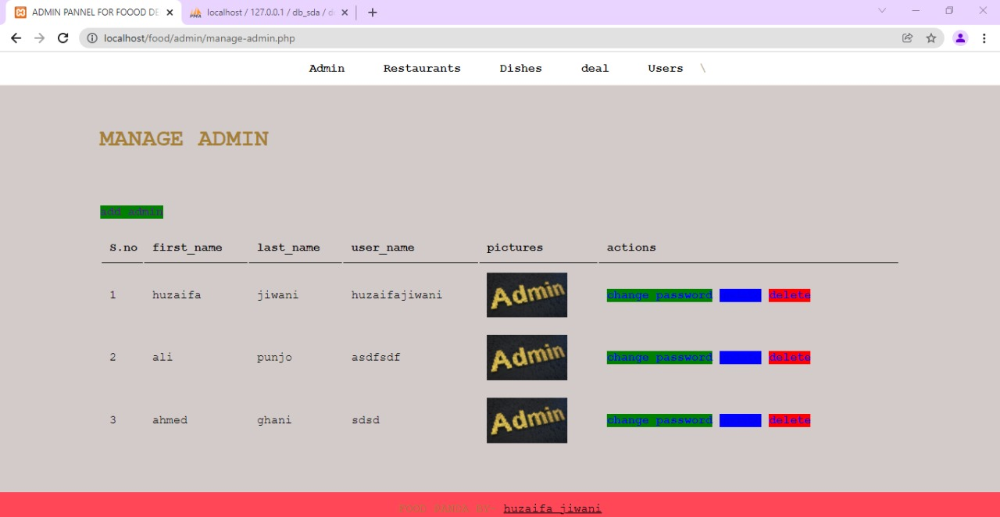 ADMIN PANNEL FOR FOOOD DE
localhost / 127.0.0.1 / db_sda / d
localhost/food/admin/manage-admin.php
Admin Restaurants Dishes deal Users \
MANAGE ADMIN
add admin
S.no first_name last_name user_name pictures actions
1 huzaifa jiwani huzaifajiwani Admin change password delete
2 ali punjo asdfsdf Admin change password delete
3 ahmed ghani sdsd Admin change password delete
FOOD PANDA BY- huzaifa jiwani